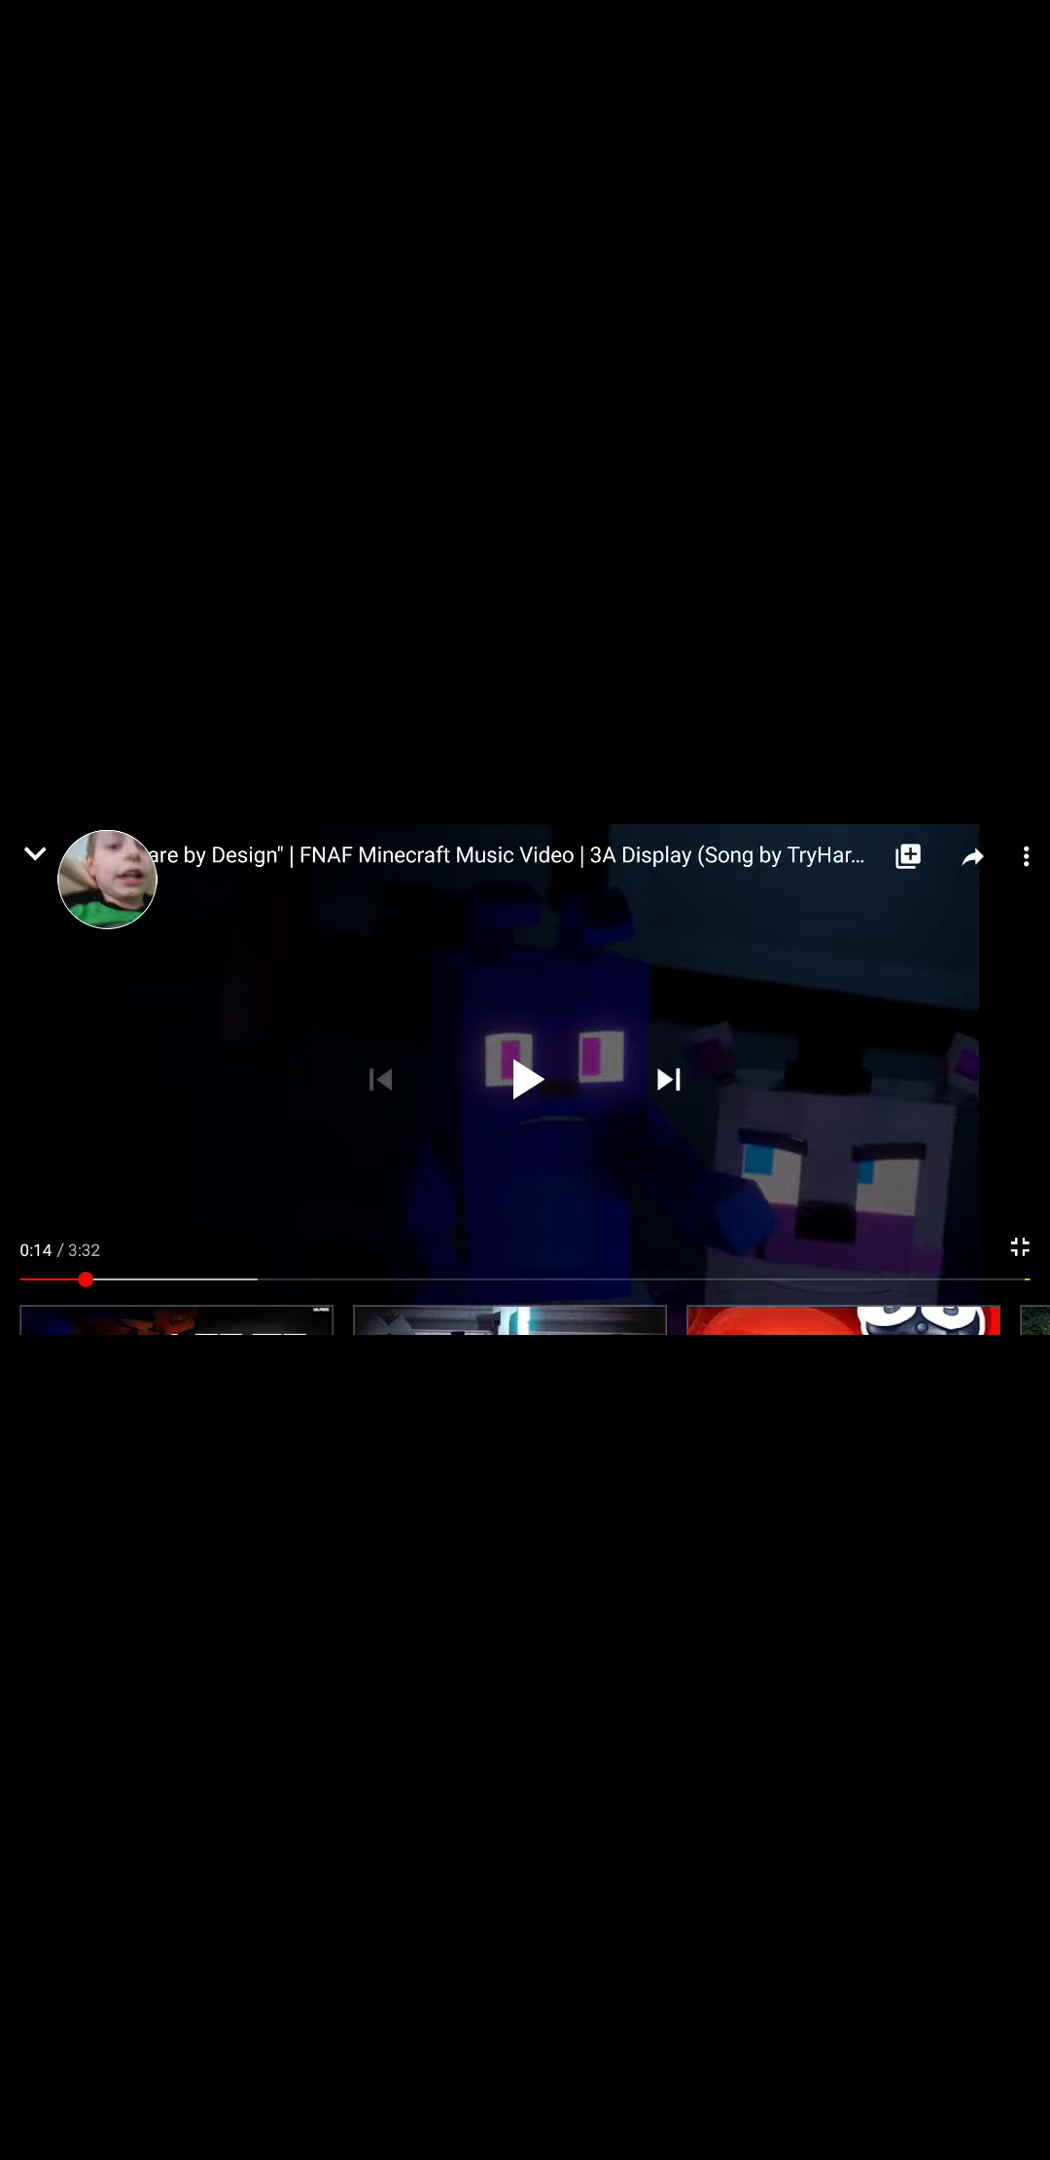 are by Design" | FNAF Minecraft Music Video | 3A Display (Song by TryHar...
0:14 / 3:32